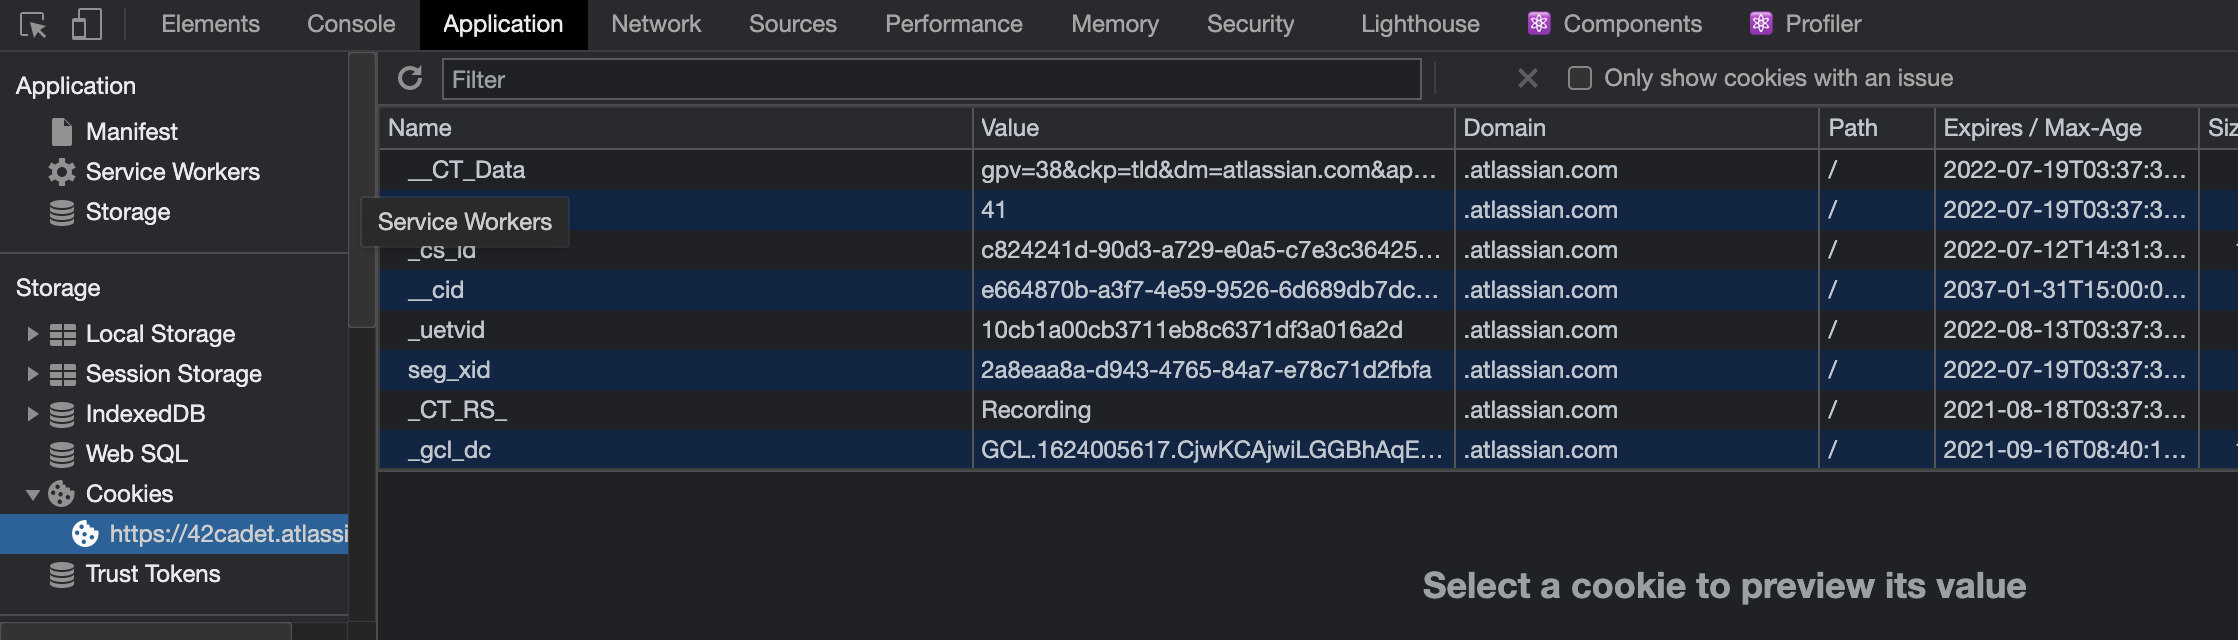 Elements Console Application Network Sources Performance Memory Security Lighthouse Components Profiler
Application
Manifest
Service Workers
Storage
Storage
Local Storage
Session Storage
IndexedDB
Web SQL
Cookies
https://42cadet.atlassi
Trust Tokens
Filter
Only show cookies with an issue
Name Value Domain Path Expires / Max-Age Siz
__CT_Data gpv=38&ckp=tld&dm=atlassian.com&ap... .atlassian.com / 2022-07-19T03:37:3...
41 .atlassian.com / 2022-07-19T03:37:3...
Service Workers
_cs_id c824241d-90d3-a729-e0a5-c7e3c36425... .atlassian.com / 2022-07-12T14:31:3...
__cid e664870b-a3f7-4e59-9526-6d689db7dc... .atlassian.com / 2037-01-31T15:00:0...
_uetvid 10cb1a00cb3711eb8c6371df3a016a2d .atlassian.com / 2022-08-13T03:37:3...
seg_xid 2a8eaa8a-d943-4765-84a7-e78c71d2fbfa .atlassian.com / 2022-07-19T03:37:3...
_CT_RS_ Recording .atlassian.com / 2021-08-18T03:37:3...
_gcl_dc GCL.1624005617.CjwKCAjwiLGGBhAqE... .atlassian.com / 2021-09-16T08:40:1...
Select a cookie to preview its value